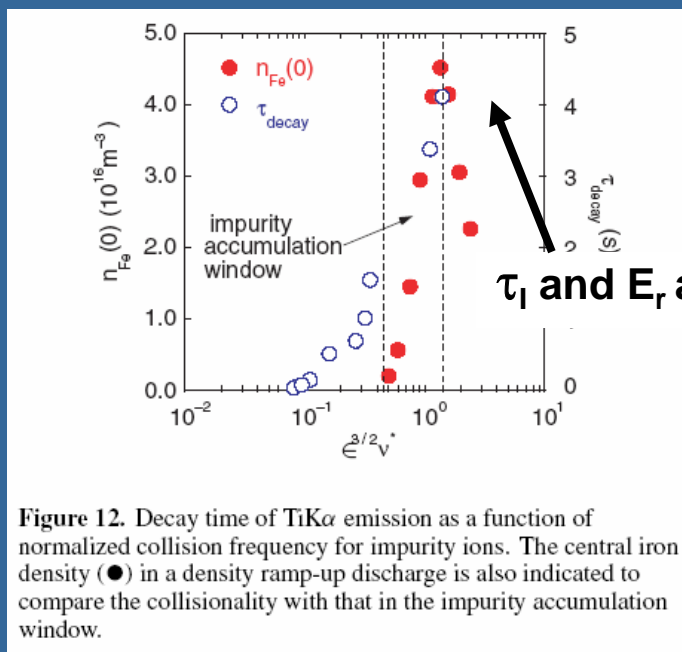 5.0
4.0
3.0
2.0
1.0
0.0
n_Fe(0) (10^16 m^−3)
n_Fe(0)
τ_decay
impurity
accumulation
window
5
4
3
2
0
τ_decay (s)
τ_I and E_r a
10^−2
10^−1
10^0
10^1
ϵ^3/2 ν*
Figure 12. Decay time of TiKα emission as a function of
normalized collision frequency for impurity ions. The central iron
density (●) in a density ramp-up discharge is also indicated to
compare the collisionality with that in the impurity accumulation
window.